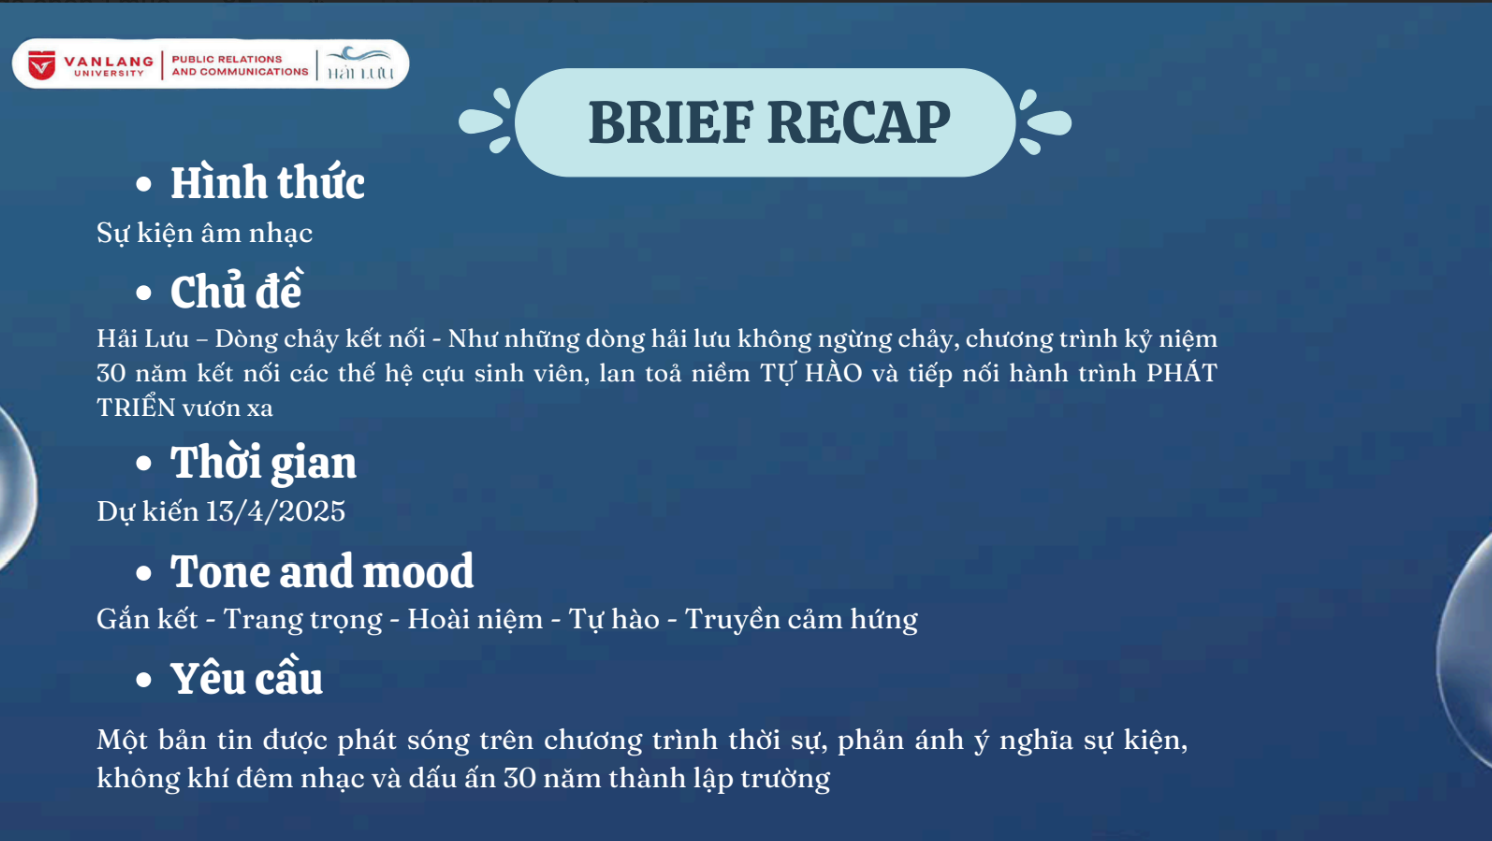 VANLANG
UNIVERSITY
PUBLIC RELATIONS
AND COMMUNICATIONS
HẢI LƯU
BRIEF RECAP
• Hình thức
Sự kiện âm nhạc
• Chủ đề
Hải Lưu – Dòng chảy kết nối - Như những dòng hải lưu không ngừng chảy, chương trình kỷ niệm
30 năm kết nối các thế hệ cựu sinh viên, lan toả niềm TỰ HÀO và tiếp nối hành trình PHÁT
TRIỂN vươn xa
• Thời gian
Dự kiến 13/4/2025
• Tone and mood
Gắn kết - Trang trọng - Hoài niệm - Tự hào - Truyền cảm hứng
• Yêu cầu
Một bản tin được phát sóng trên chương trình thời sự, phản ánh ý nghĩa sự kiện,
không khí đêm nhạc và dấu ấn 30 năm thành lập trường